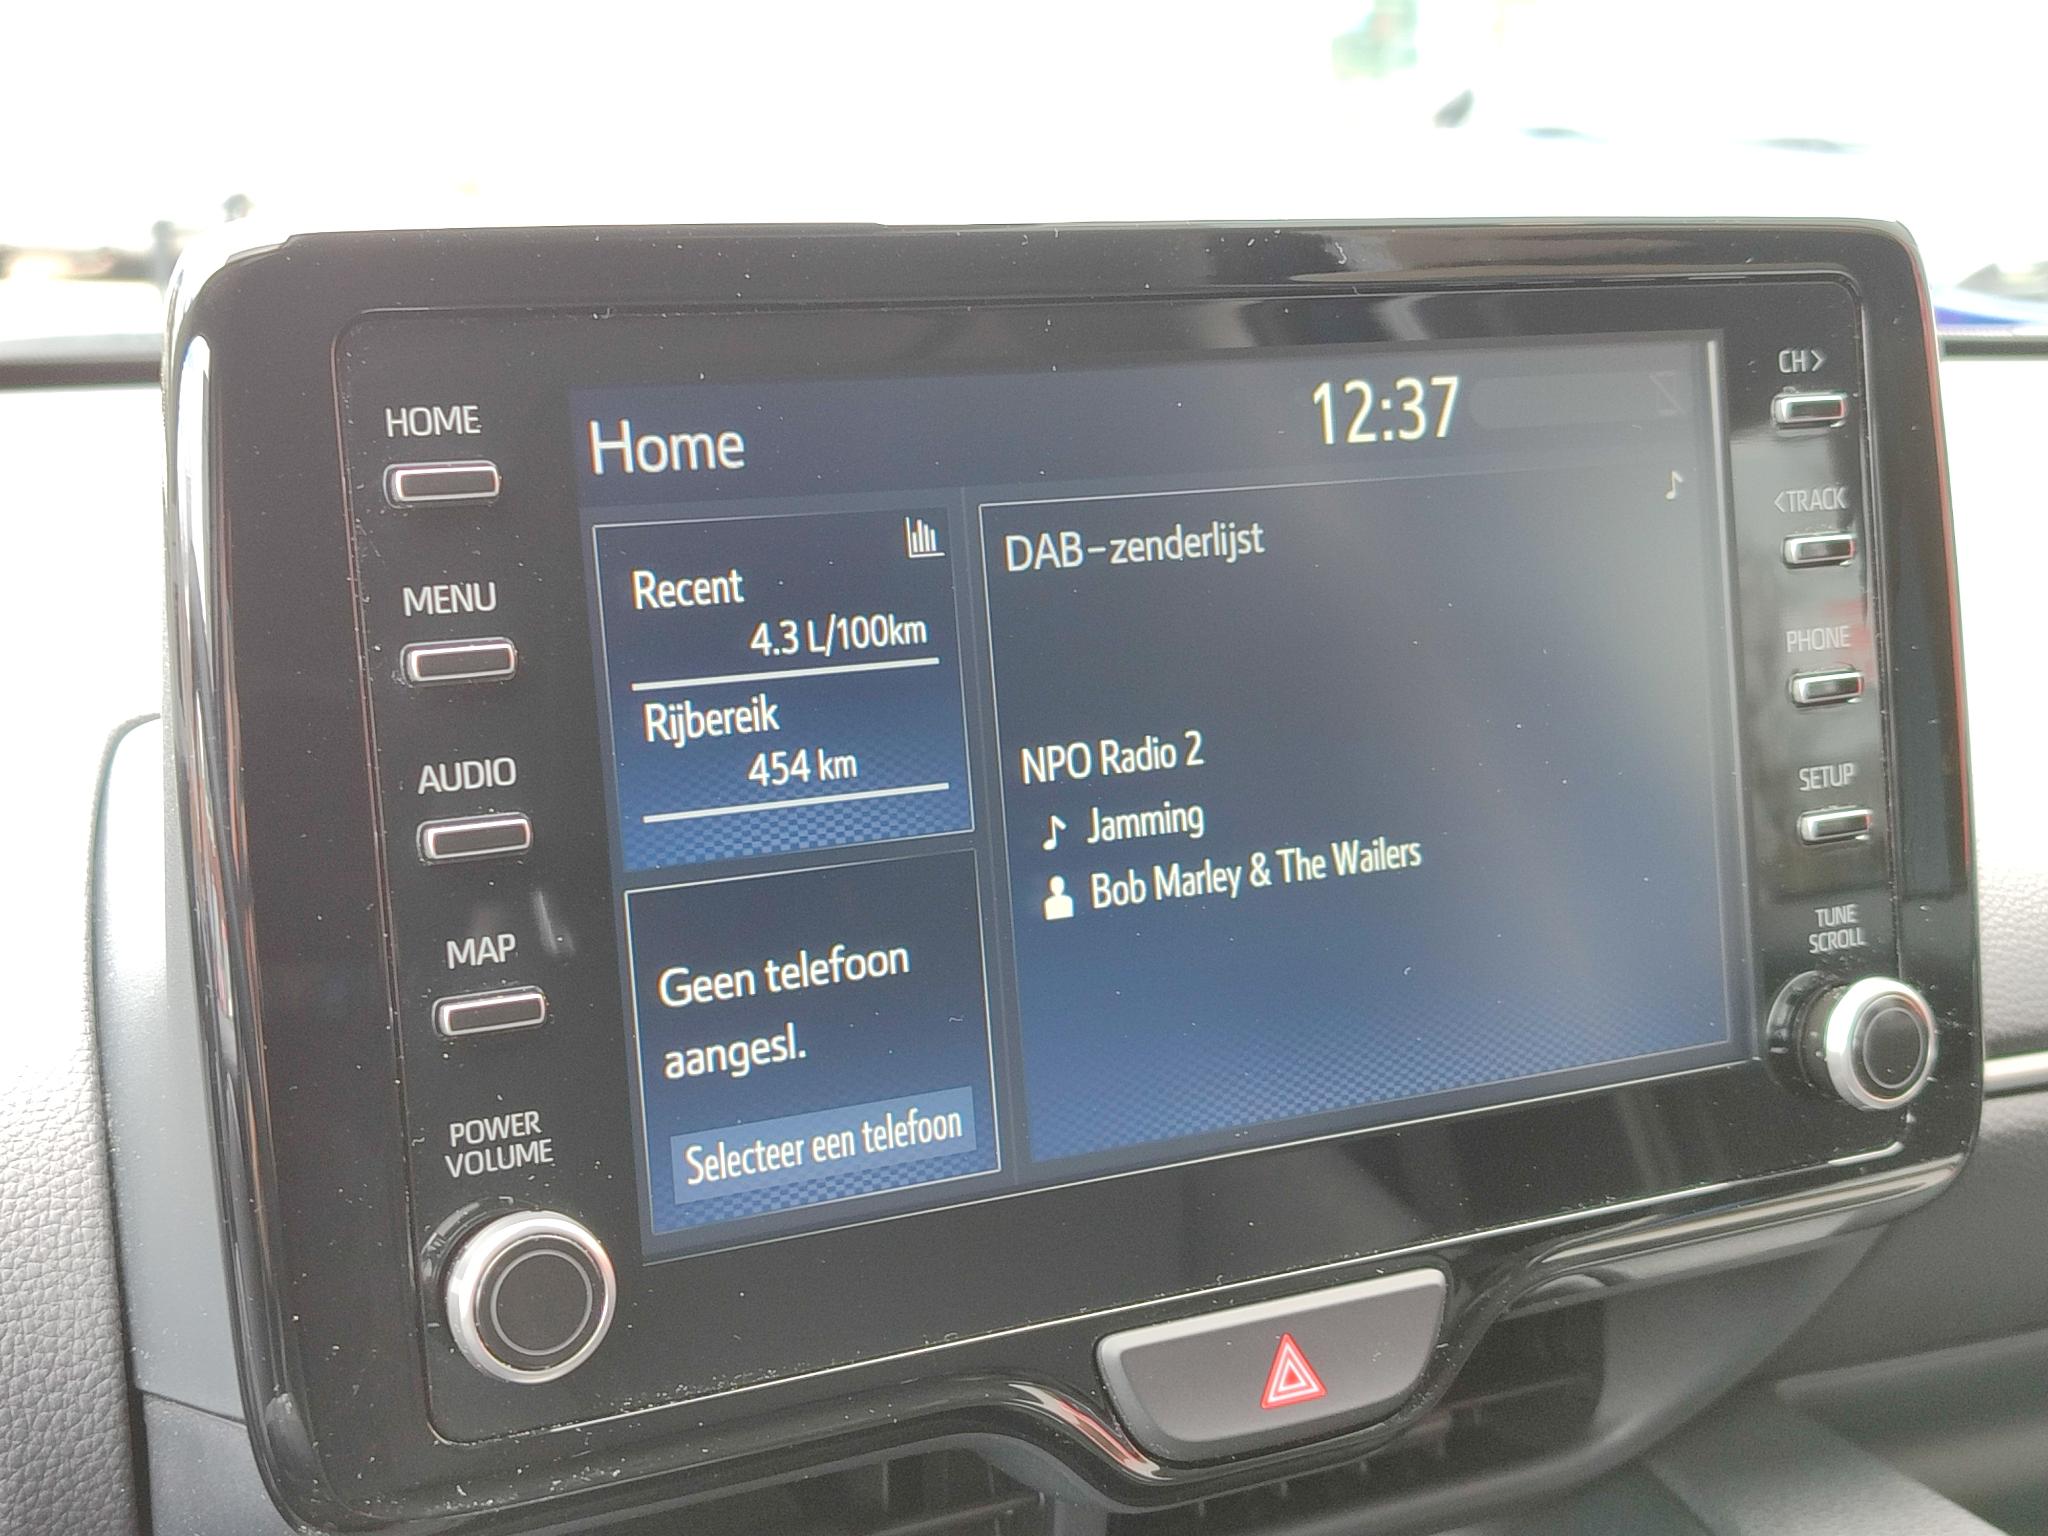 HOME
MENU
AUDIO
MAP
POWER
VOLUME
Home
12:37
Recent
4.3 L/100km
Rijbereik
454 km
Geen telefoon
aangesl.
Selecteer een telefoon
DAB-zenderlijst
NPO Radio 2
Jamming
Bob Marley & The Wailers
CH>
<TRACK
PHONE
SETUP
TUNE
SCROLL